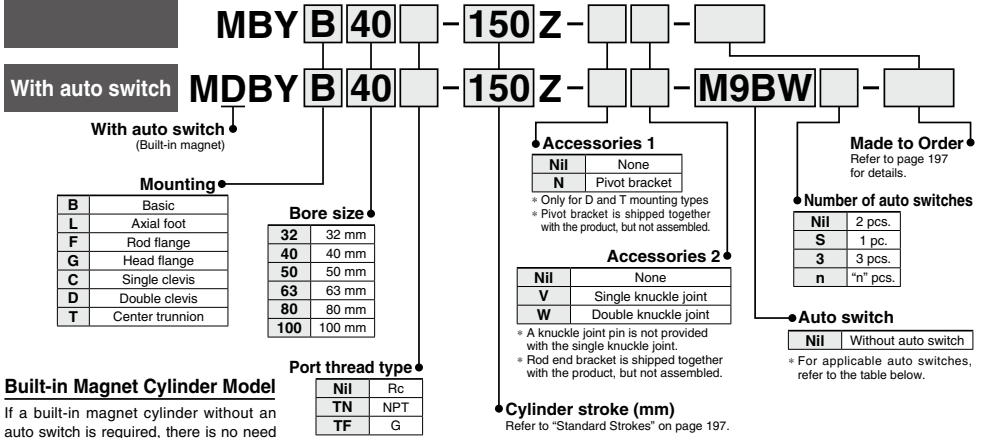 MBY B 40 - 150 Z - -
With auto switch MDBY B 40 - 150 Z - - M9BW -
With auto switch
(Built-in magnet)
Mounting
B Basic
L Axial foot
F Rod flange
G Head flange
C Single clevis
D Double clevis
T Center trunnion
Bore size
32 32 mm
40 40 mm
50 50 mm
63 63 mm
80 80 mm
100 100 mm
Port thread type
Nil Rc
TN NPT
TF G
Built-in Magnet Cylinder Model
If a built-in magnet cylinder without an
auto switch is required, there is no need
Cylinder stroke (mm)
Refer to “Standard Strokes” on page 197.
Accessories 1
Nil None
N Pivot bracket
* Only for D and T mounting types
* Pivot bracket is shipped together
with the product, but not assembled.
Accessories 2
Nil None
V Single knuckle joint
W Double knuckle joint
* A knuckle joint pin is not provided
with the single knuckle joint.
* Rod end bracket is shipped together
with the product, but not assembled.
Made to Order
Refer to page 197
for details.
Number of auto switches
Nil 2 pcs.
S 1 pc.
3 3 pcs.
n “n” pcs.
Auto switch
Nil Without auto switch
* For applicable auto switches,
refer to the table below.